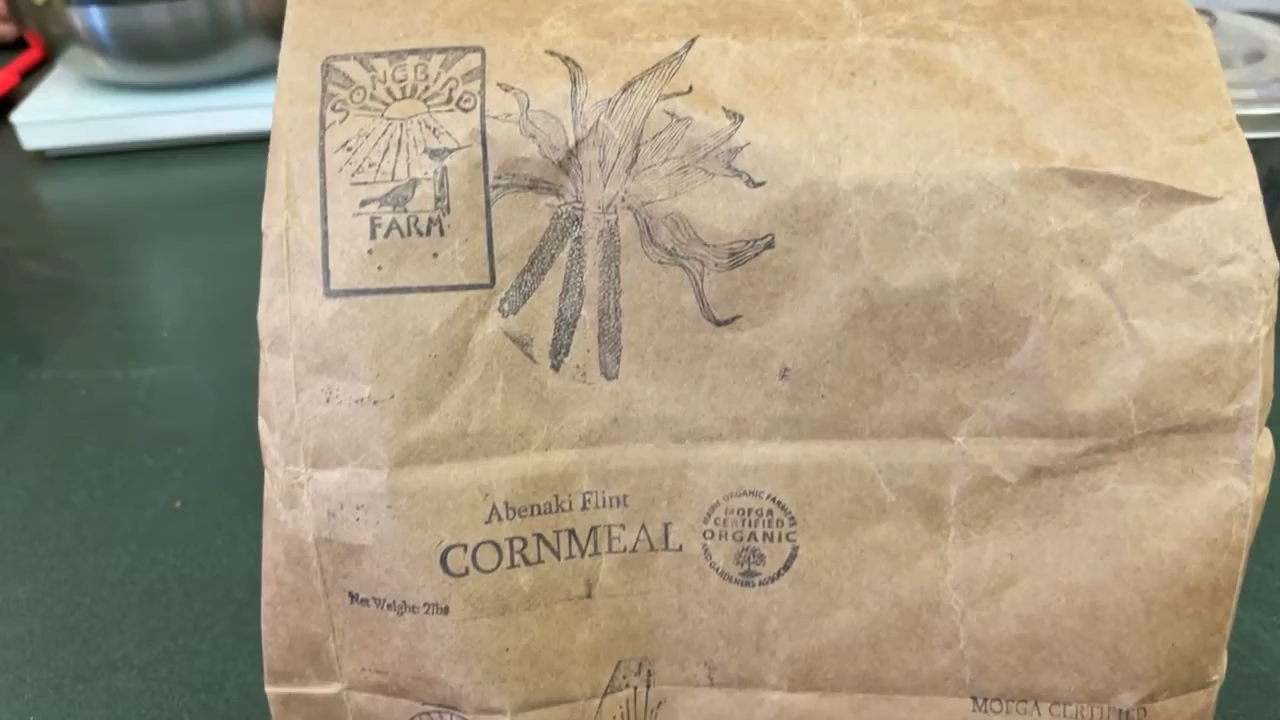 SONGBIRD
FARM
Abenaki Flint
CORNMEAL
Net Weight: 2lbs
MAINE ORGANIC FARMERS
MOFGA
CERTIFIED
ORGANIC
AND GARDENERS ASSOCIATION
MOFGA CERTIFIED